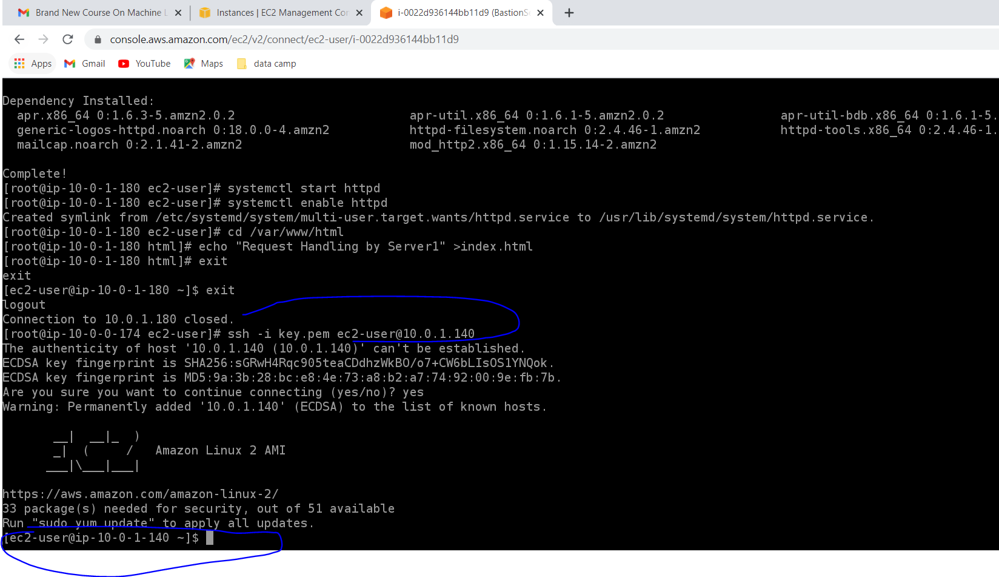 Brand New Course On Machine L
Instances | EC2 Management Con
i-0022d936144bb11d9 (BastionSe
console.aws.amazon.com/ec2/v2/connect/ec2-user/i-0022d936144bb11d9
Apps Gmail YouTube Maps data camp
Dependency Installed:
apr.x86_64 0:1.6.3-5.amzn2.0.2 apr-util.x86_64 0:1.6.1-5.amzn2.0.2 apr-util-bdb.x86_64 0:1.6.1-5.
generic-logos-httpd.noarch 0:18.0.0-4.amzn2 httpd-filesystem.noarch 0:2.4.46-1.amzn2 httpd-tools.x86_64 0:2.4.46-1.
mailcap.noarch 0:2.1.41-2.amzn2 mod_http2.x86_64 0:1.15.14-2.amzn2
Complete!
[root@ip-10-0-1-180 ec2-user]# systemctl start httpd
[root@ip-10-0-1-180 ec2-user]# systemctl enable httpd
Created symlink from /etc/systemd/system/multi-user.target.wants/httpd.service to /usr/lib/systemd/system/httpd.service.
[root@ip-10-0-1-180 ec2-user]# cd /var/www/html
[root@ip-10-0-1-180 html]# echo "Request Handling by Server1" >index.html
[root@ip-10-0-1-180 html]# exit
exit
[ec2-user@ip-10-0-1-180 ~]$ exit
logout
Connection to 10.0.1.180 closed.
[root@ip-10-0-0-174 ec2-user]# ssh -i key.pem ec2-user@10.0.1.140
The authenticity of host '10.0.1.140 (10.0.1.140)' can't be established.
ECDSA key fingerprint is SHA256:sGRwH4Rqc905teaCDdhzWkBO/o7+CW6bLIsOS1YNQok.
ECDSA key fingerprint is MD5:9a:3b:28:bc:e8:4e:73:a8:b2:a7:74:92:00:9e:fb:7b.
Are you sure you want to continue connecting (yes/no)? yes
Warning: Permanently added '10.0.1.140' (ECDSA) to the list of known hosts.
__| __|_ )
_| ( / Amazon Linux 2 AMI
___|\___|___|
https://aws.amazon.com/amazon-linux-2/
33 package(s) needed for security, out of 51 available
Run "sudo yum update" to apply all updates.
[ec2-user@ip-10-0-1-140 ~]$